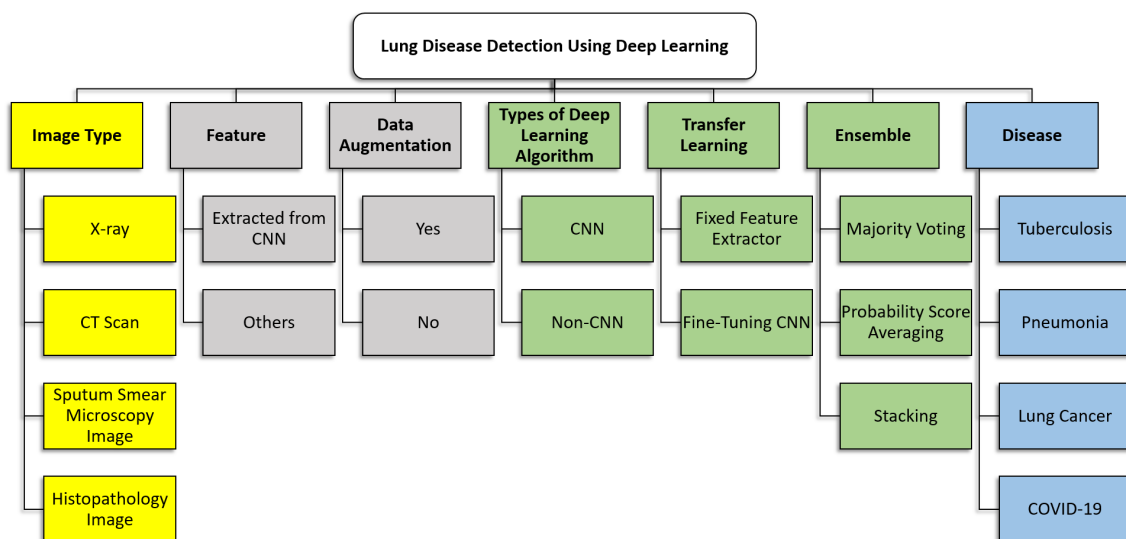 Lung Disease Detection Using Deep Learning
Image Type
Feature
Data
Augmentation
Types of Deep
Learning
Algorithm
Transfer
Learning
Ensemble
Disease
X-ray
Extracted from
CNN
Yes
CNN
Fixed Feature
Extractor
Majority Voting
Tuberculosis
CT Scan
Others
No
Non-CNN
Fine-Tuning CNN
Probability Score
Averaging
Pneumonia
Sputum Smear
Microscopy
Image
Stacking
Lung Cancer
Histopathology
Image
COVID-19